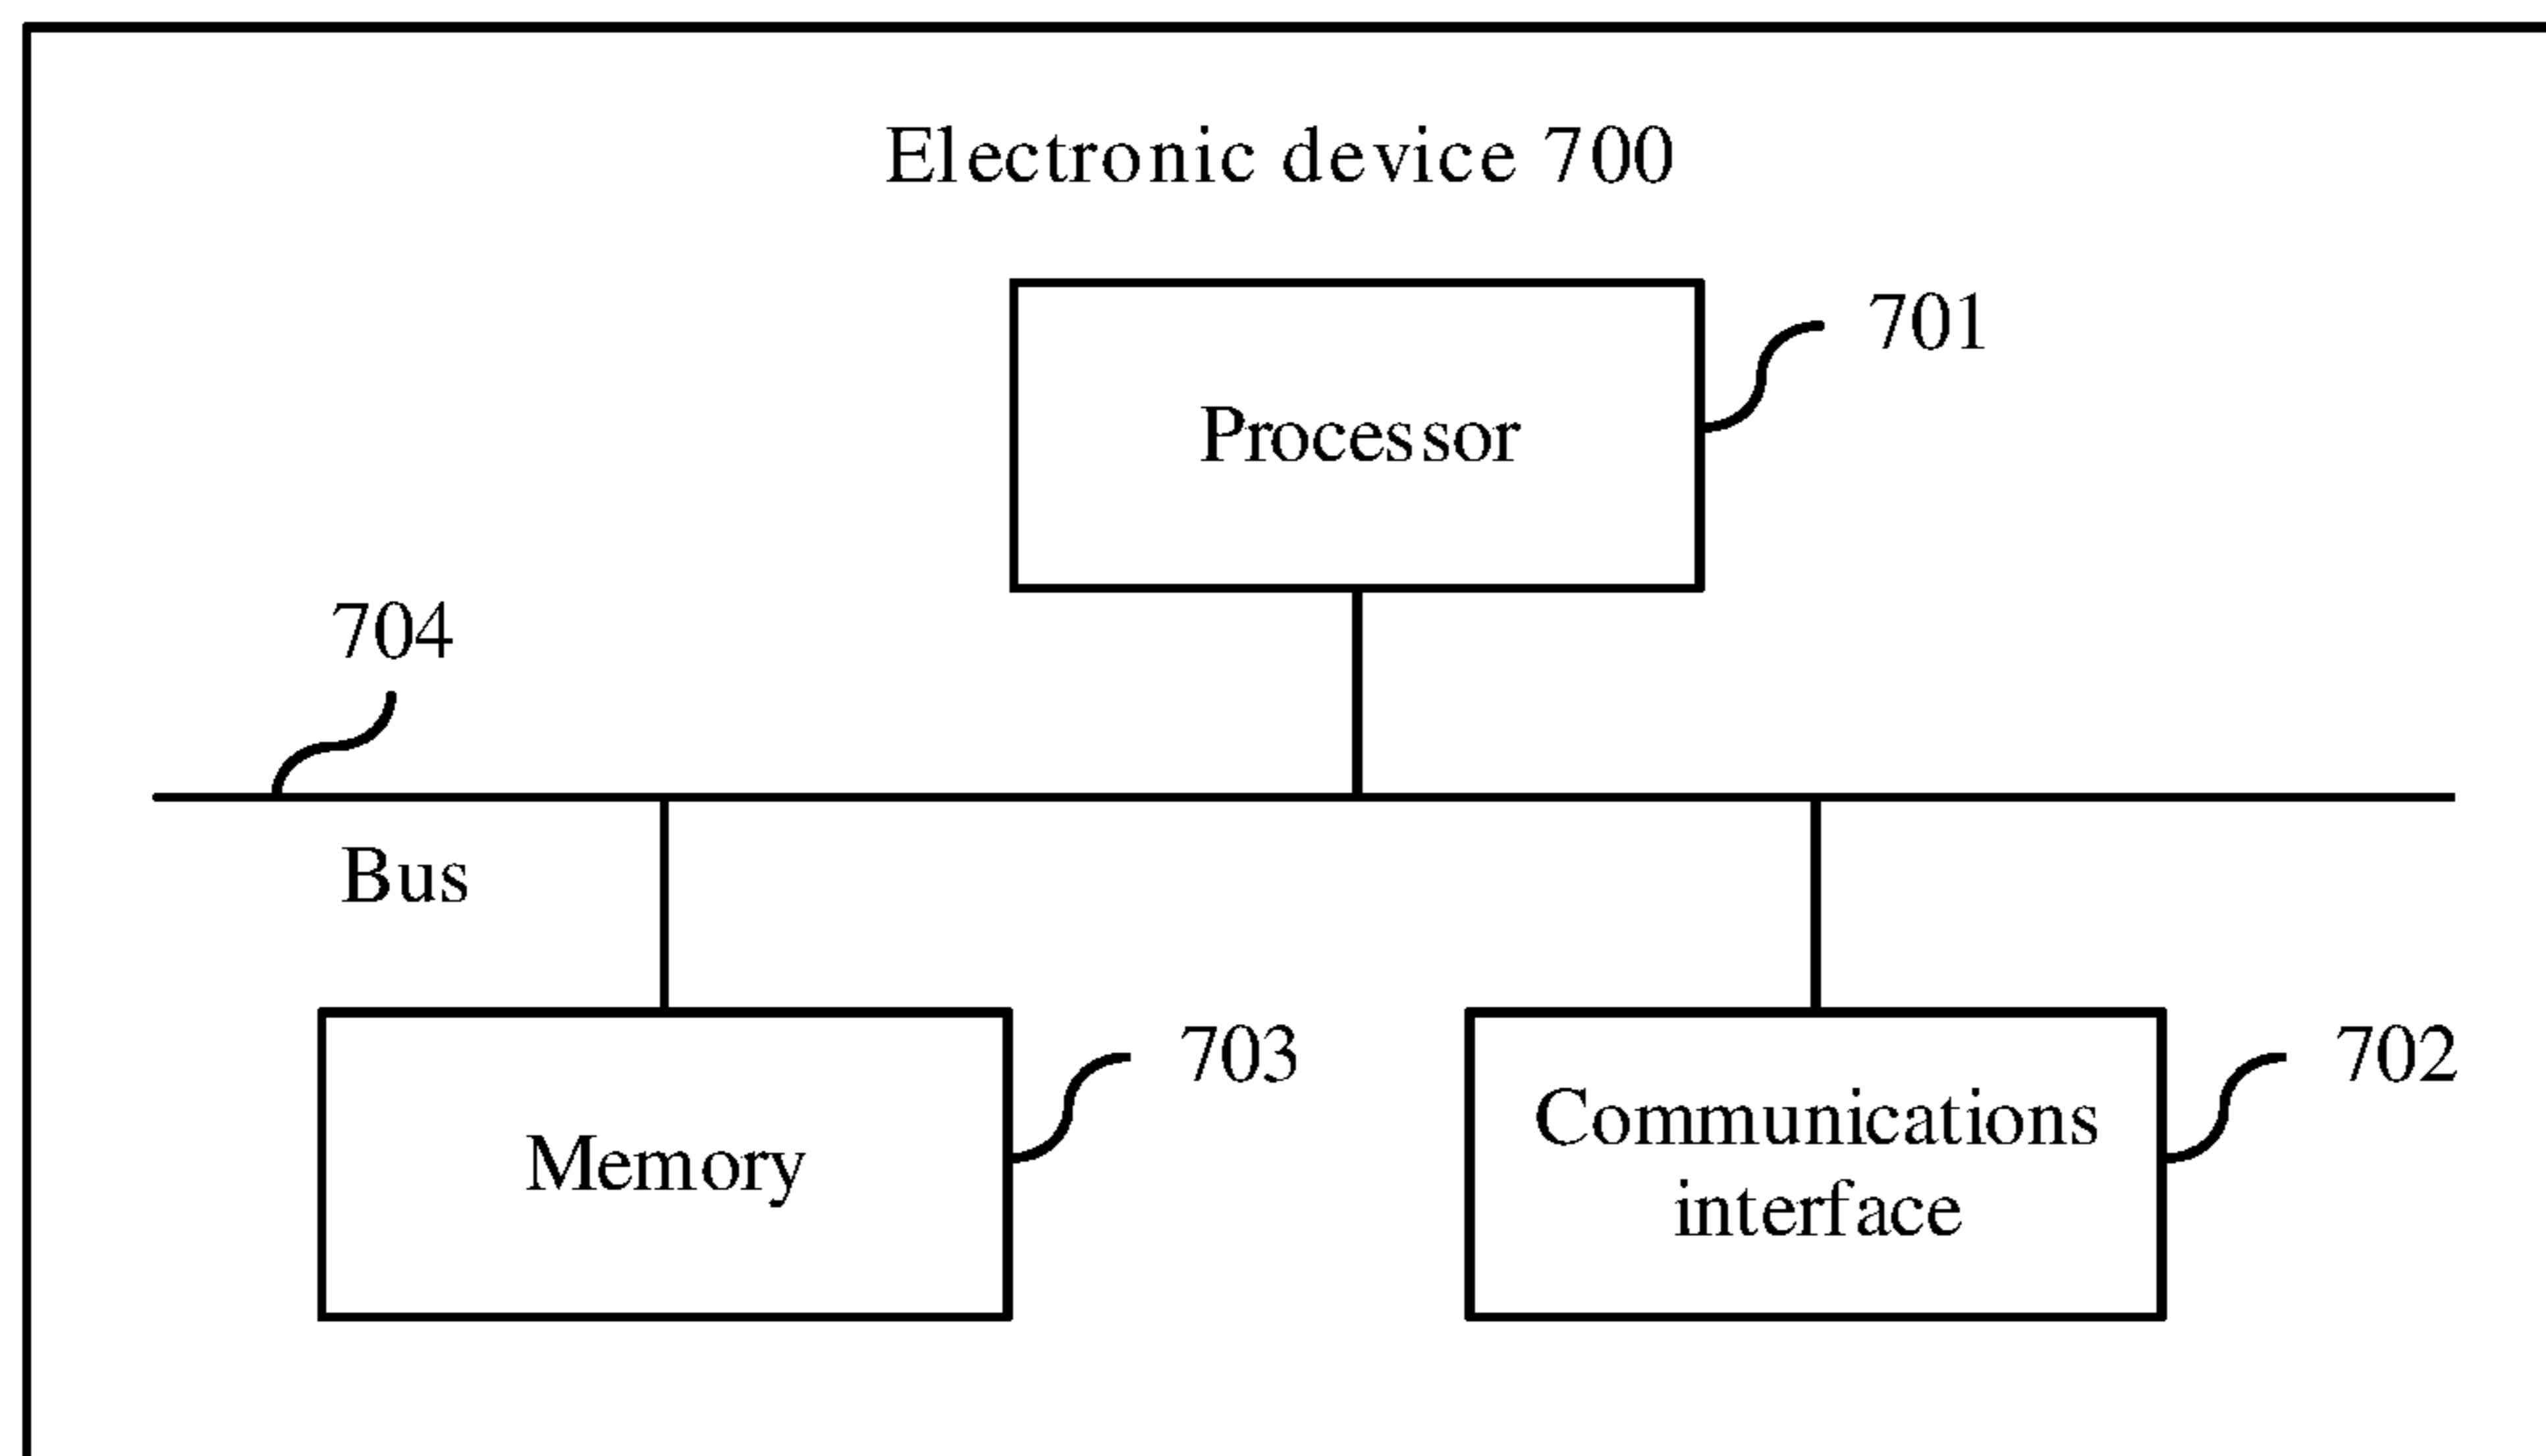 Electronic device 700
701
Processor
704
Bus
703
Memory
702
Communications
interface